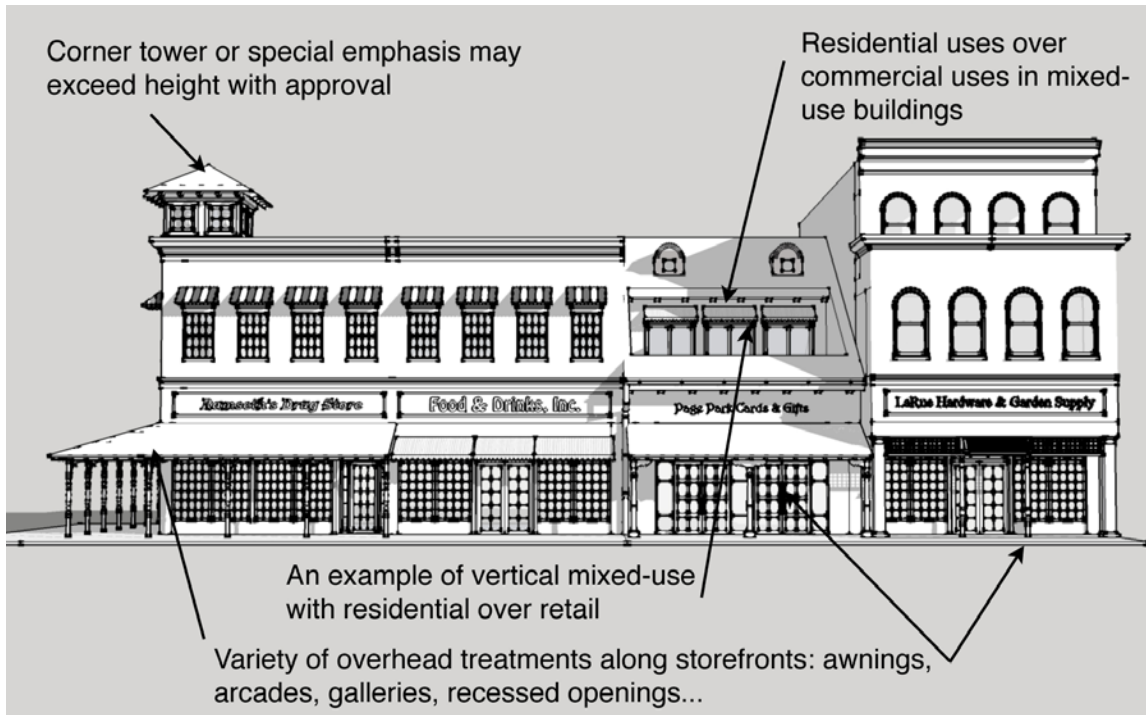 Corner tower or special emphasis may
exceed height with approval
Residential uses over
commercial uses in mixed-
use buildings
Drug Store
Food & Drinks, Inc.
Page Park Cards & Gifts
LaRue Hardware & Garden Supply
An example of vertical mixed-use
with residential over retail
Variety of overhead treatments along storefronts: awnings,
arcades, galleries, recessed openings...